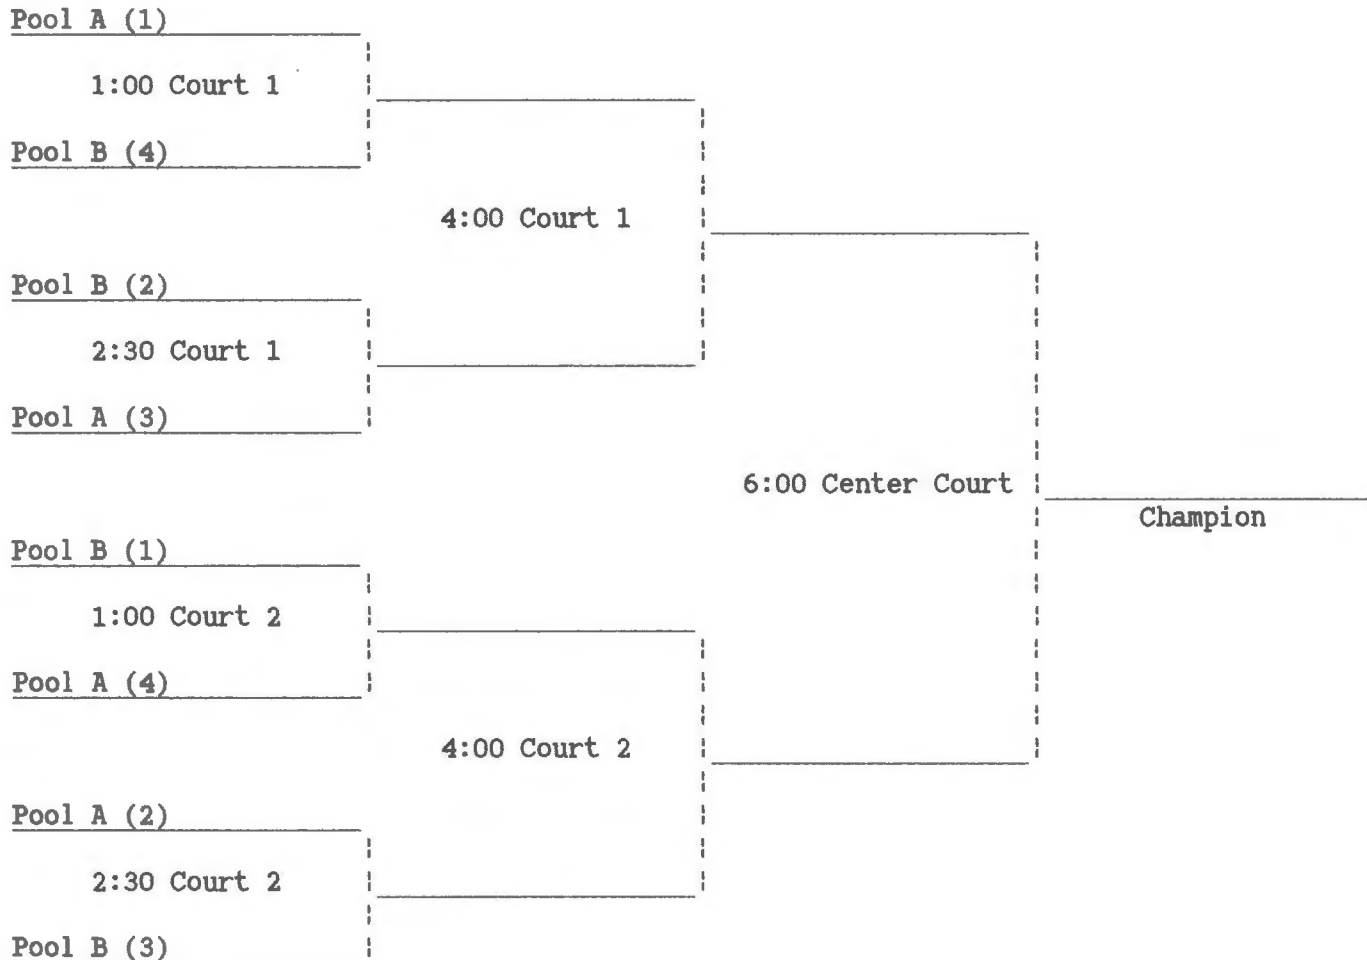 Pool A (1)
1:00 Court 1
Pool B (4)
4:00 Court 1
Pool B (2)
2:30 Court 1
Pool A (3)
6:00 Center Court
Champion
Pool B (1)
1:00 Court 2
Pool A (4)
4:00 Court 2
Pool A (2)
2:30 Court 2
Pool B (3)